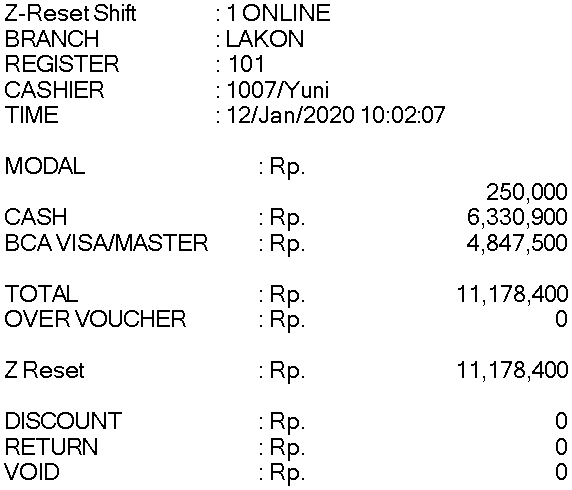 Z-Reset Shift : 1 ONLINE
BRANCH : LAKON
REGISTER : 101
CASHIER : 1007/Yuni
TIME : 12/Jan/2020 10:02:07
MODAL : Rp.
250,000
CASH : Rp. 6,330,900
BCA VISA/MASTER : Rp. 4,847,500
TOTAL : Rp. 11,178,400
OVER VOUCHER : Rp. 0
Z Reset : Rp. 11,178,400
DISCOUNT : Rp. 0
RETURN : Rp. 0
VOID : Rp. 0